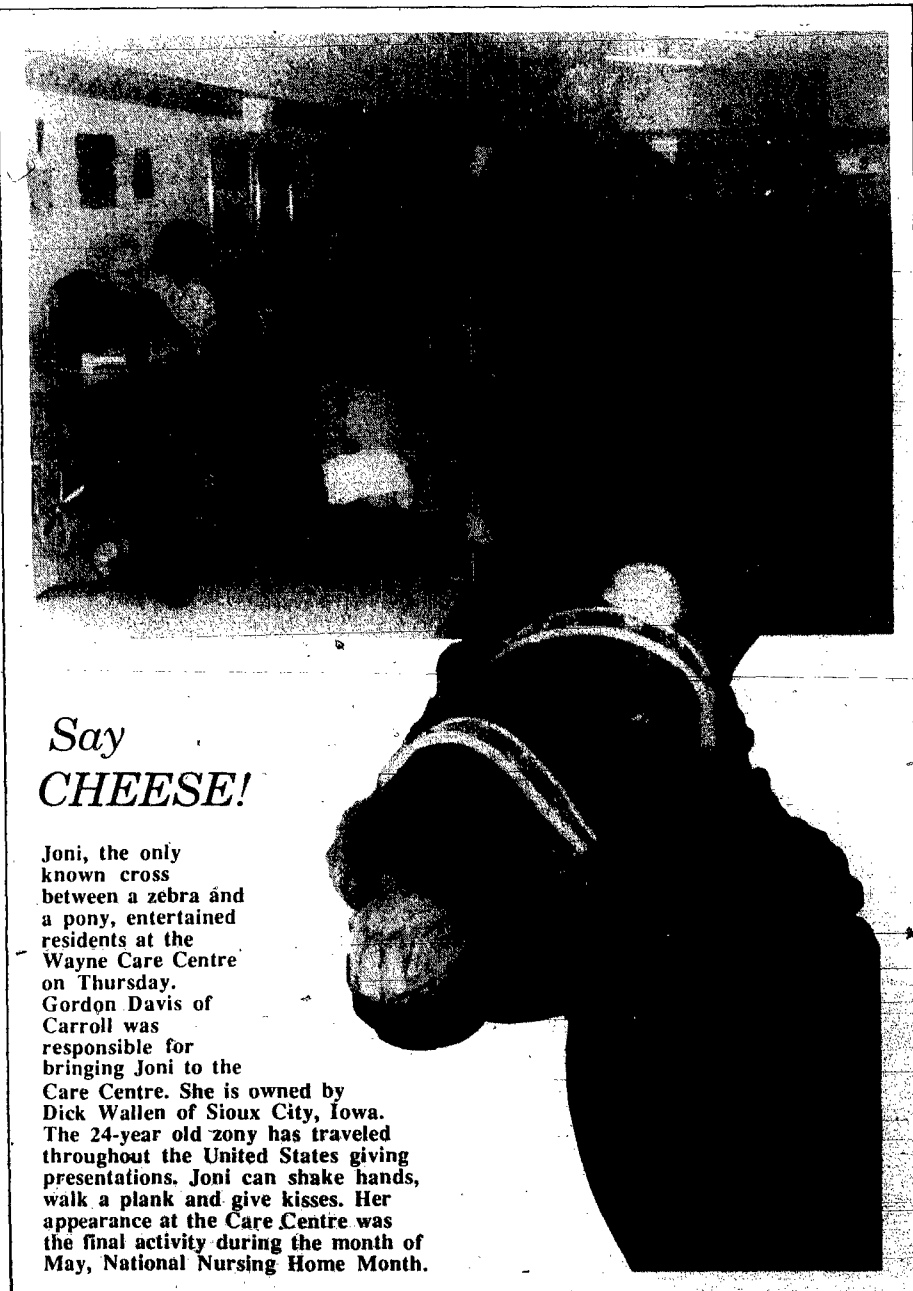 Say
CHEESE!
Joni, the only
known cross
between a zebra and
a pony, entertained
residents at the
Wayne Care Centre
on Thursday.
Gordon Davis of
Carroll was
responsible for
bringing Joni to the
Care Centre. She is owned by
Dick Wallen of Sioux City, Iowa.
The 24-year old zony has traveled
throughout the United States giving
presentations. Joni can shake hands,
walk a plank and give kisses. Her
appearance at the Care Centre was
the final activity during the month of
May, National Nursing Home Month.